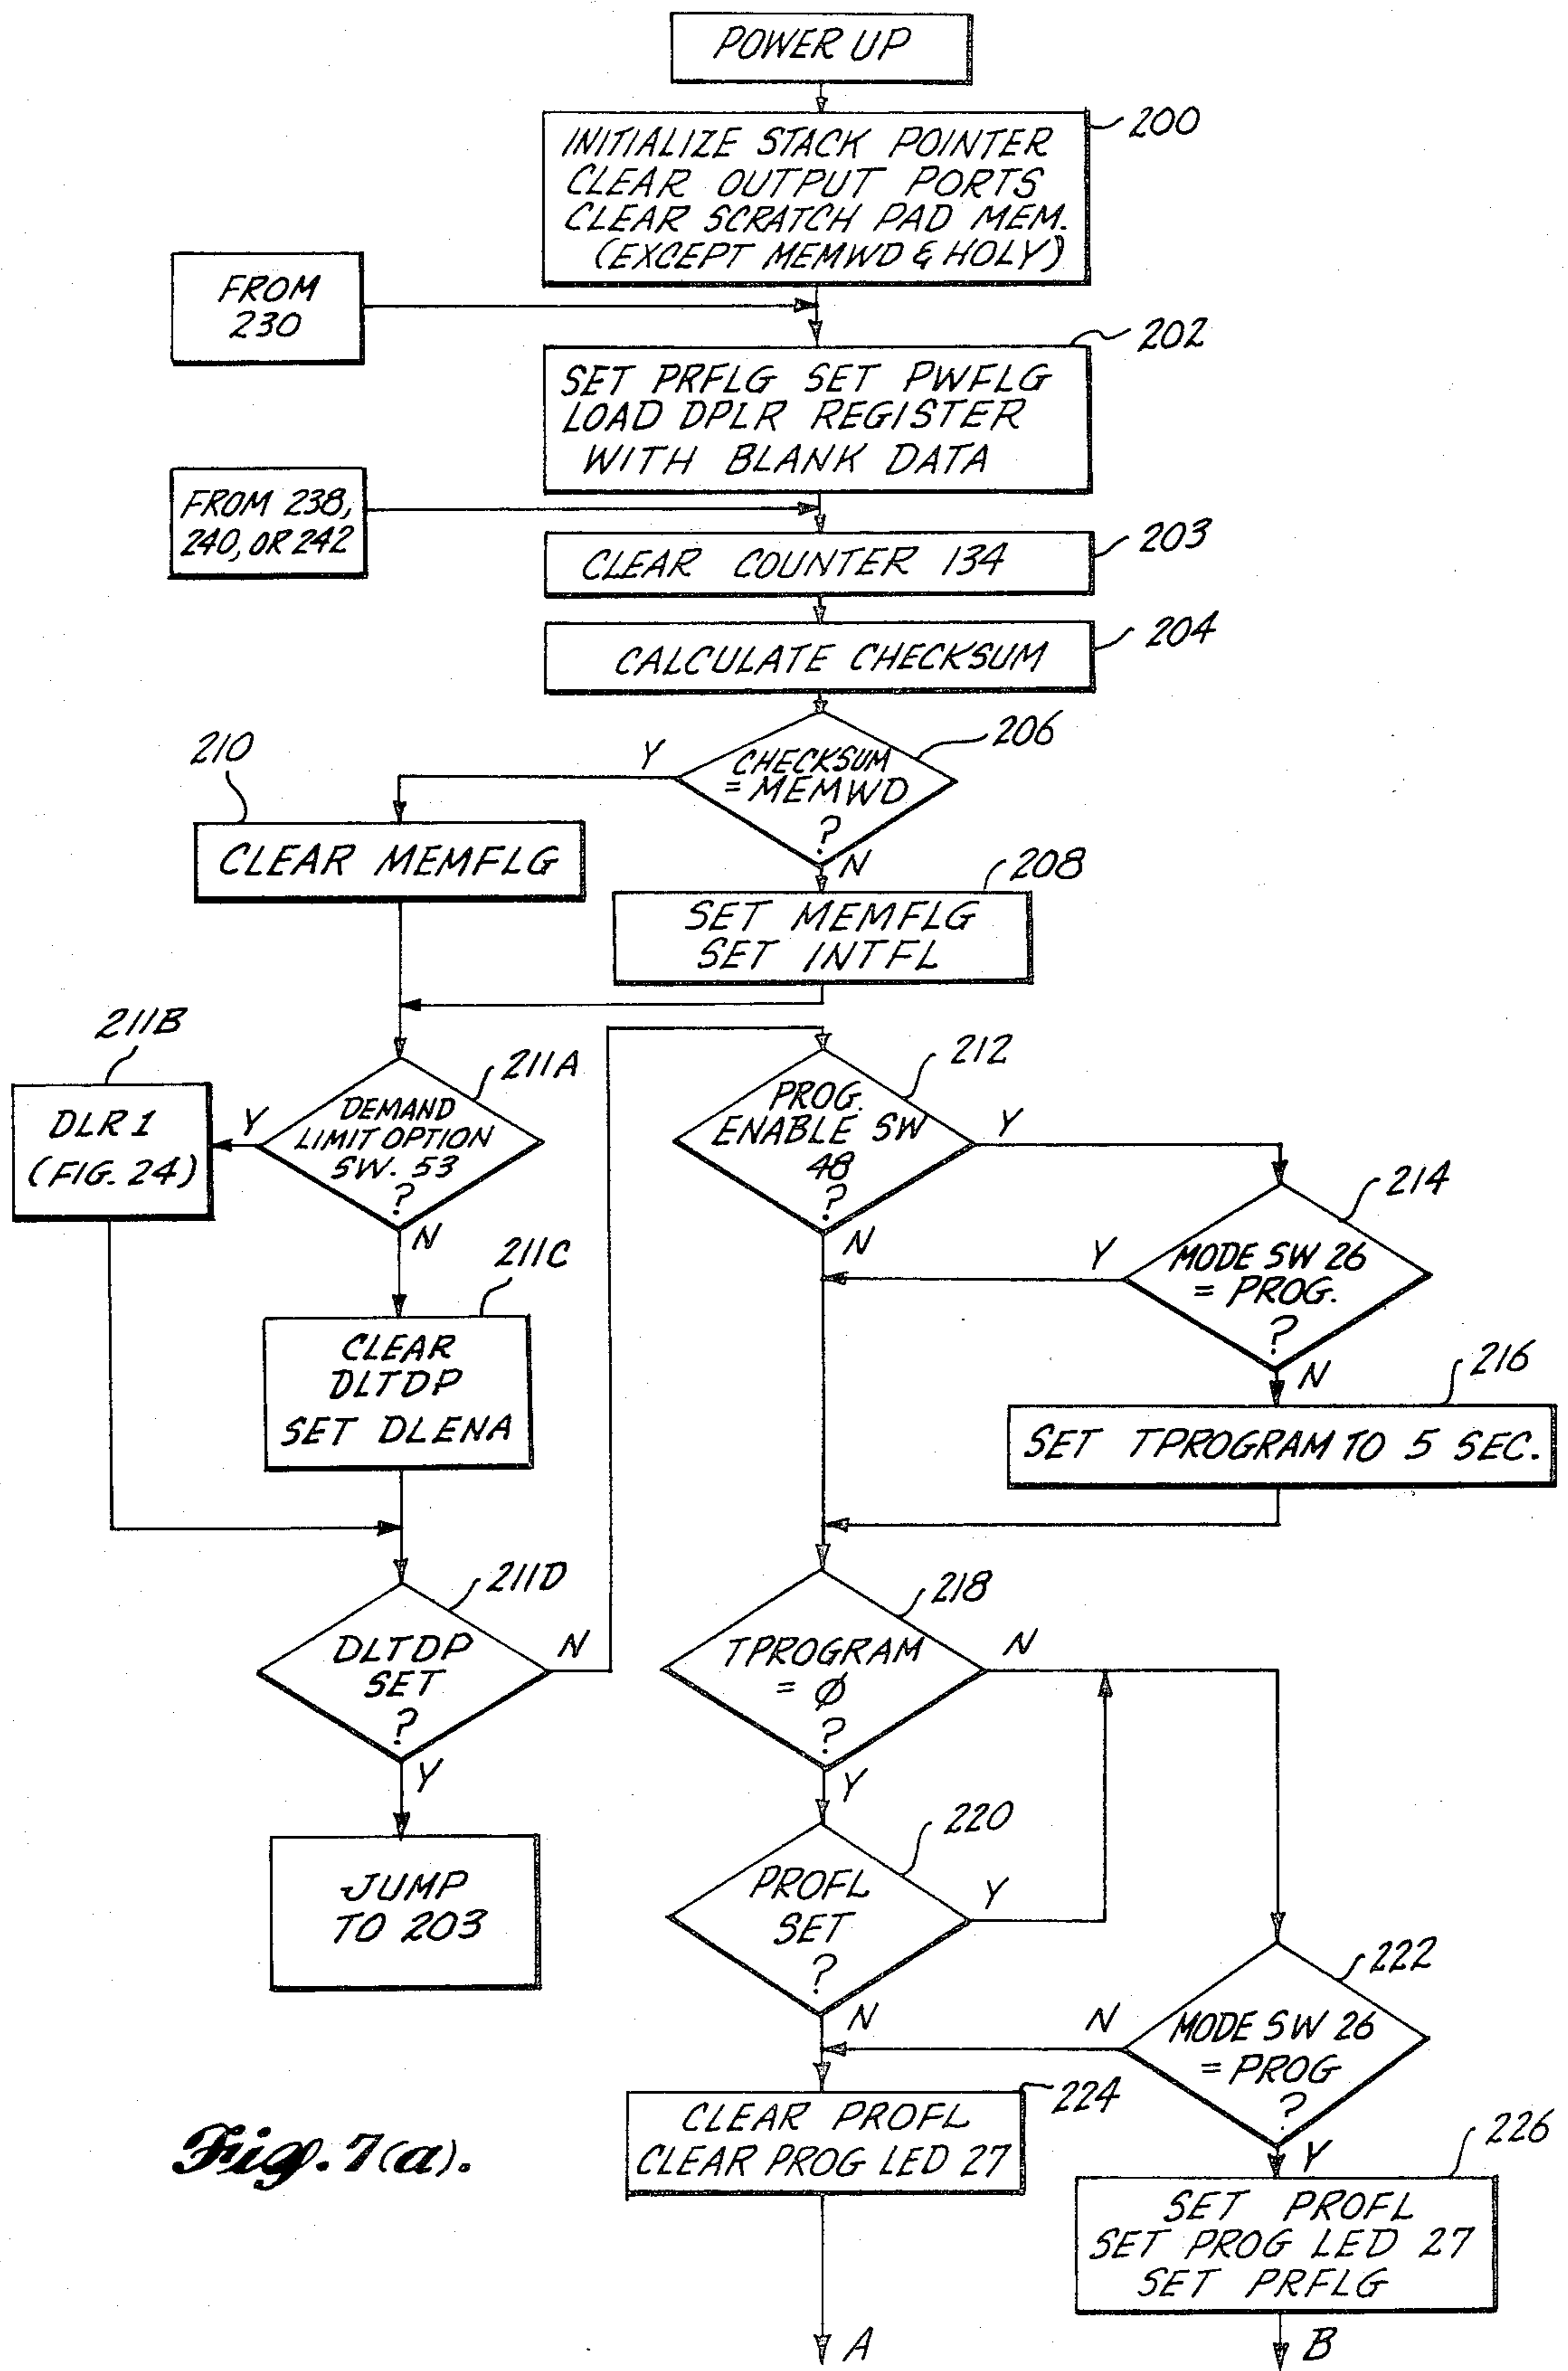 POWER UP
200
INITIALIZE STACK POINTER
CLEAR OUTPUT PORTS
CLEAR SCRATCH PAD MEM.
(EXCEPT MEMWD & HOLY)
FROM
230
202
SET PRFLG SET PWFLG
LOAD DPLR REGISTER
WITH BLANK DATA
FROM 238,
240, OR 242
203
CLEAR COUNTER 134
204
CALCULATE CHECKSUM
206
CHECKSUM
= MEMWD
?
Y
N
210
CLEAR MEMFLG
208
SET MEMFLG
SET INTFL
211B
DLR1
(FIG. 24)
211A
Y
DEMAND
LIMIT OPTION
SW. 53
?
N
211C
CLEAR
DLTDP
SET DLENA
211D
DLTDP
SET
?
N
Y
JUMP
TO 203
212
PROG.
ENABLE SW
48
?
Y
N
214
Y
MODE SW 26
= PROG.
?
N
216
SET TPROGRAM TO 5 SEC.
218
TPROGRAM
= Ø
?
N
Y
220
PROFL
SET
?
Y
N
222
N
MODE SW 26
= PROG
?
Y
224
CLEAR PROFL
CLEAR PROG LED 27
226
SET PROFL
SET PROG LED 27
SET PRFLG
A
B
Fig. 7(a).